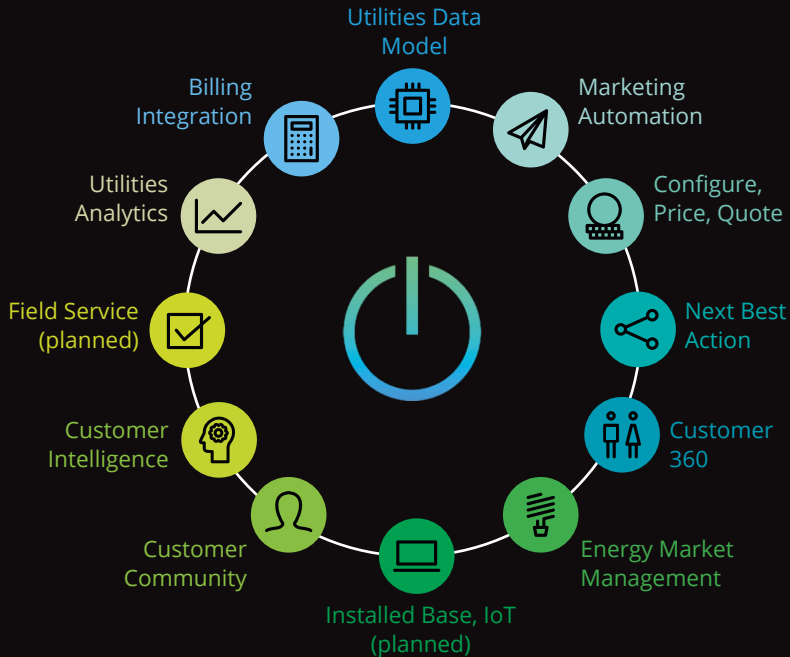 Utilities Data
Model
Marketing
Automation
Configure,
Price, Quote
Next Best
Action
Customer
360
Energy Market
Management
Installed Base, IoT
(planned)
Customer
Community
Customer
Intelligence
Field Service
(planned)
Utilities
Analytics
Billing
Integration